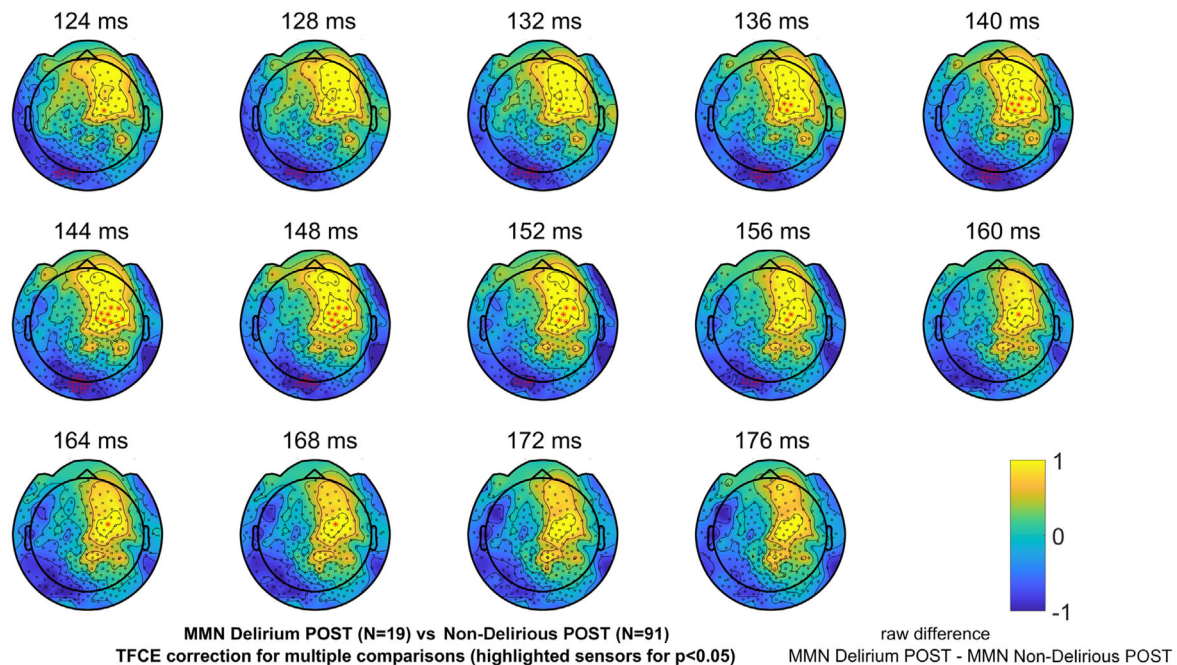 124 ms 128 ms 132 ms 136 ms 140 ms
144 ms 148 ms 152 ms 156 ms 160 ms
164 ms 168 ms 172 ms 176 ms
1
0
-1
MMN Delirium POST (N=19) vs Non-Delirious POST (N=91)
TFCE correction for multiple comparisons (highlighted sensors for p<0.05)
raw difference
MMN Delirium POST - MMN Non-Delirious POST